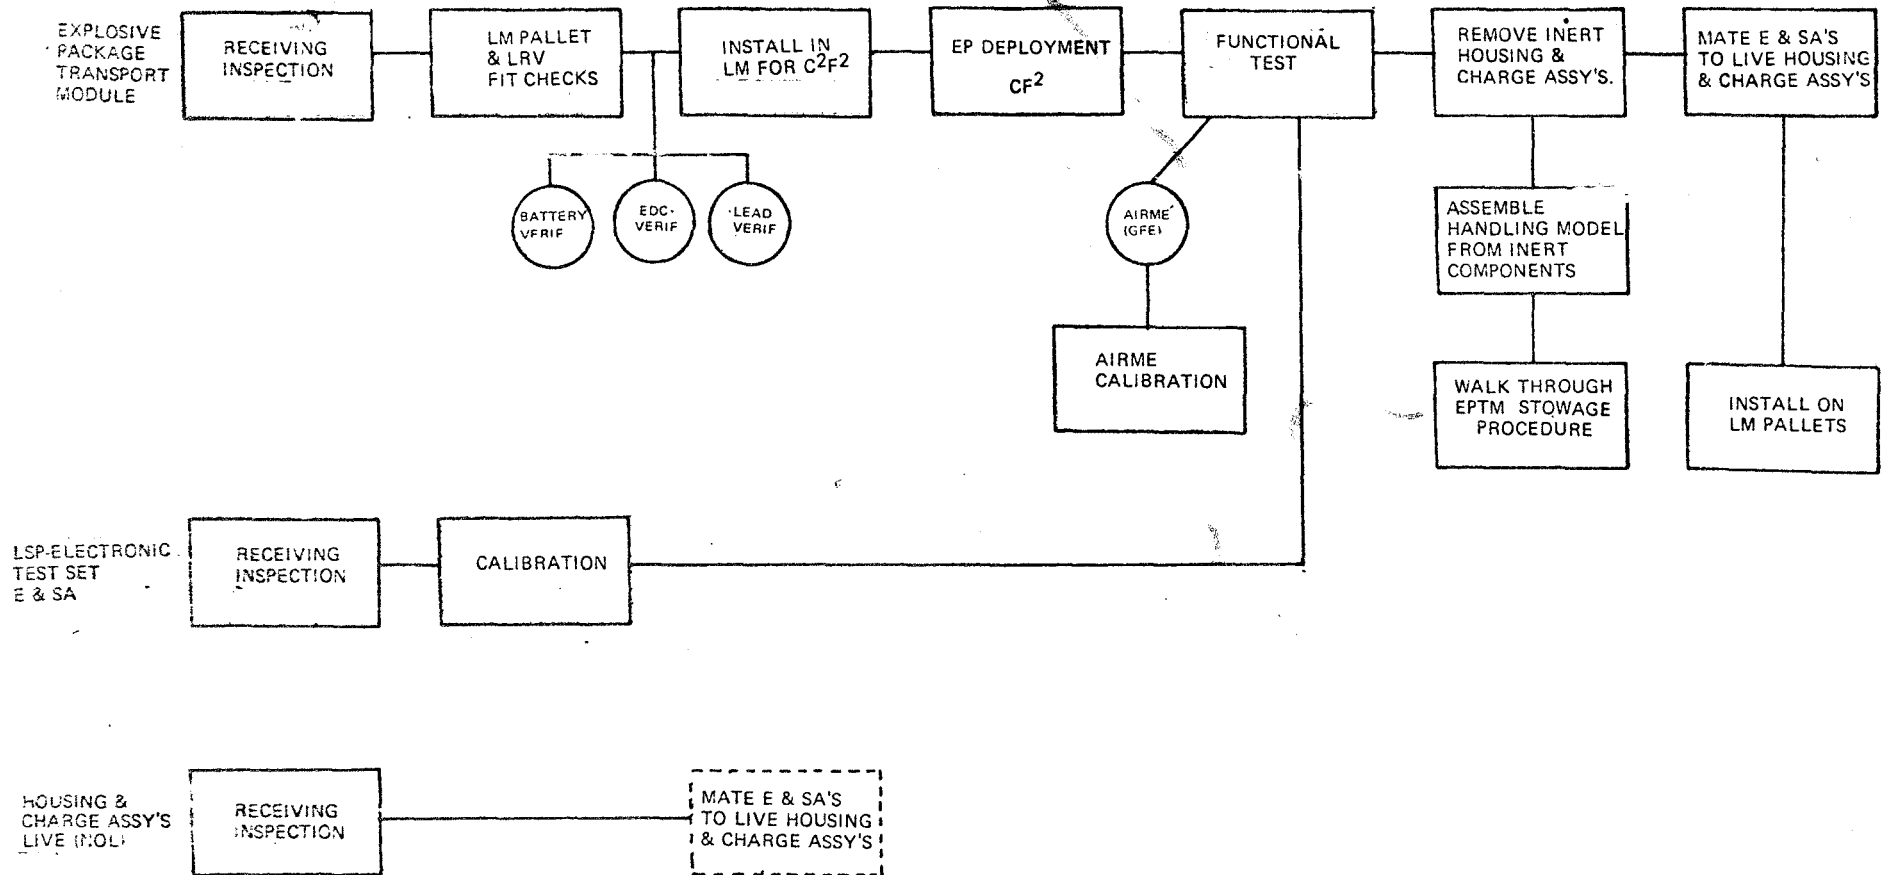 EXPLOSIVE
PACKAGE
TRANSPORT
MODULE
RECEIVING
INSPECTION
LM PALLET
& LRV
FIT CHECKS
INSTALL IN
LM FOR C²F²
EP DEPLOYMENT
CF²
FUNCTIONAL
TEST
REMOVE INERT
HOUSING &
CHARGE ASSY'S.
MATE E & SA'S
TO LIVE HOUSING
& CHARGE ASSY'S
BATTERY
VERIF
EDC
VERIF
LEAD
VERIF
AIRME
(GFE)
ASSEMBLE
HANDLING MODEL
FROM INERT
COMPONENTS
AIRME
CALIBRATION
WALK THROUGH
EPTM STOWAGE
PROCEDURE
INSTALL ON
LM PALLETS
LSP-ELECTRONIC
TEST SET
E & SA
RECEIVING
INSPECTION
CALIBRATION
HOUSING &
CHARGE ASSY'S
LIVE (NOL)
RECEIVING
INSPECTION
MATE E & SA'S
TO LIVE HOUSING
& CHARGE ASSY'S